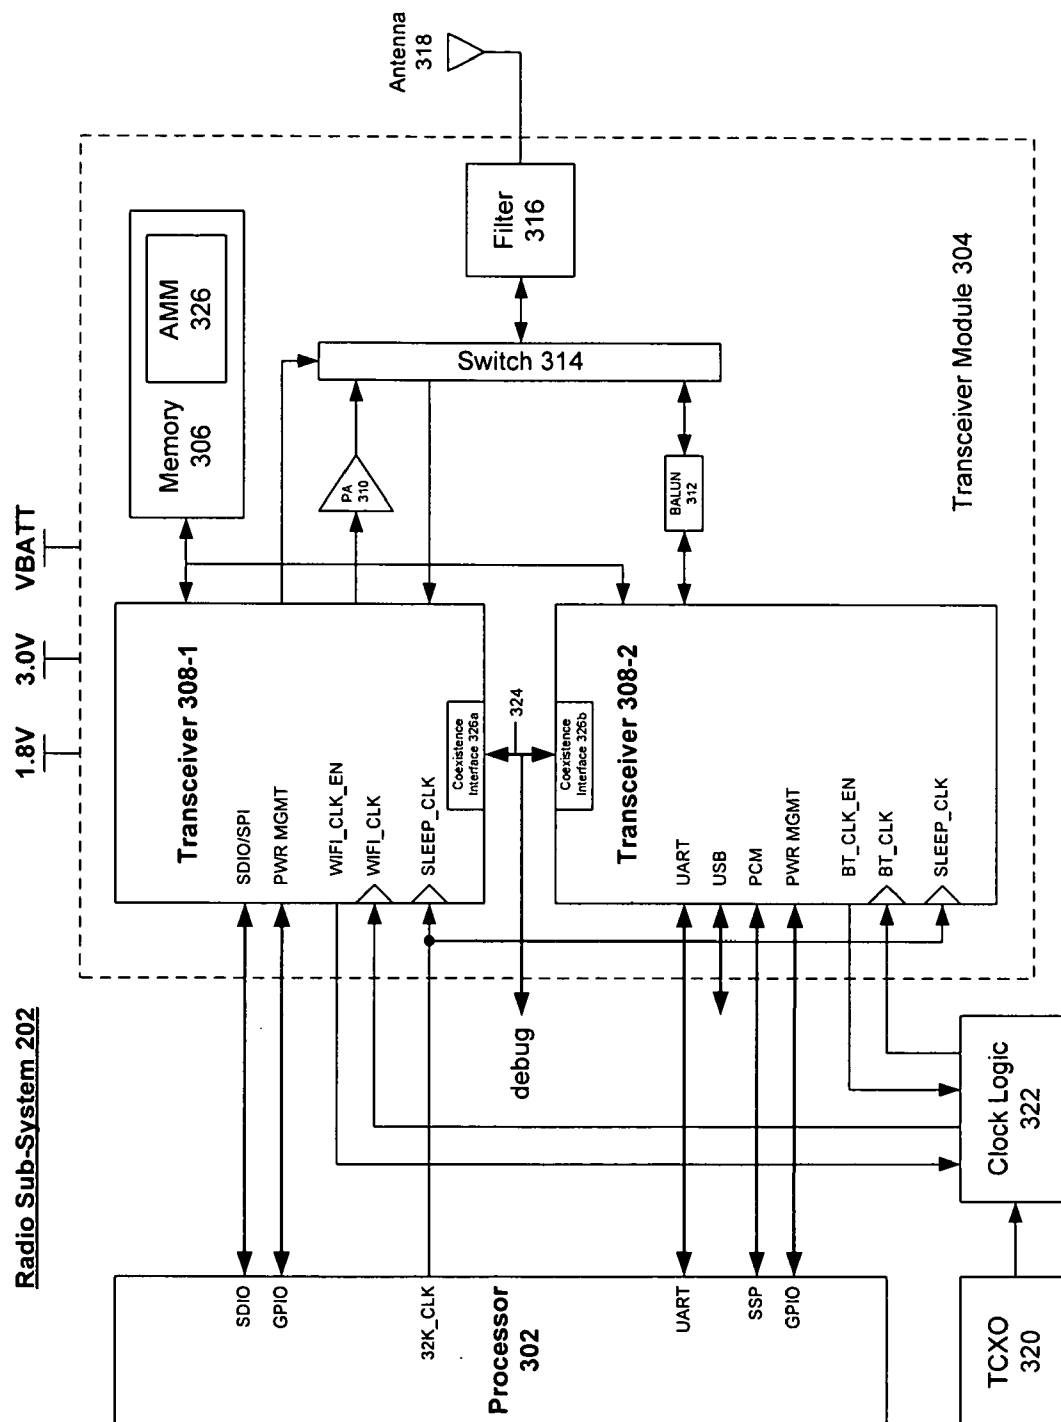 Radio Sub-System 202
1.8V
3.0V
VBATT
Processor
302
SDIO
GPIO
32K_CLK
UART
SSP
GPIO
TCXO
320
Clock Logic
322
debug
324
Transceiver 308-1
SDIO/SPI
PWR MGMT
WIFI_CLK_EN
WIFI_CLK
SLEEP_CLK
Coexistence
Interface 326a
Coexistence
Interface 326b
Transceiver 308-2
UART
USB
PCM
PWR MGMT
BT_CLK_EN
BT_CLK
SLEEP_CLK
Memory
306
AMM
326
PA
310
BALUN
312
Switch 314
Filter
316
Antenna
318
Transceiver Module 304